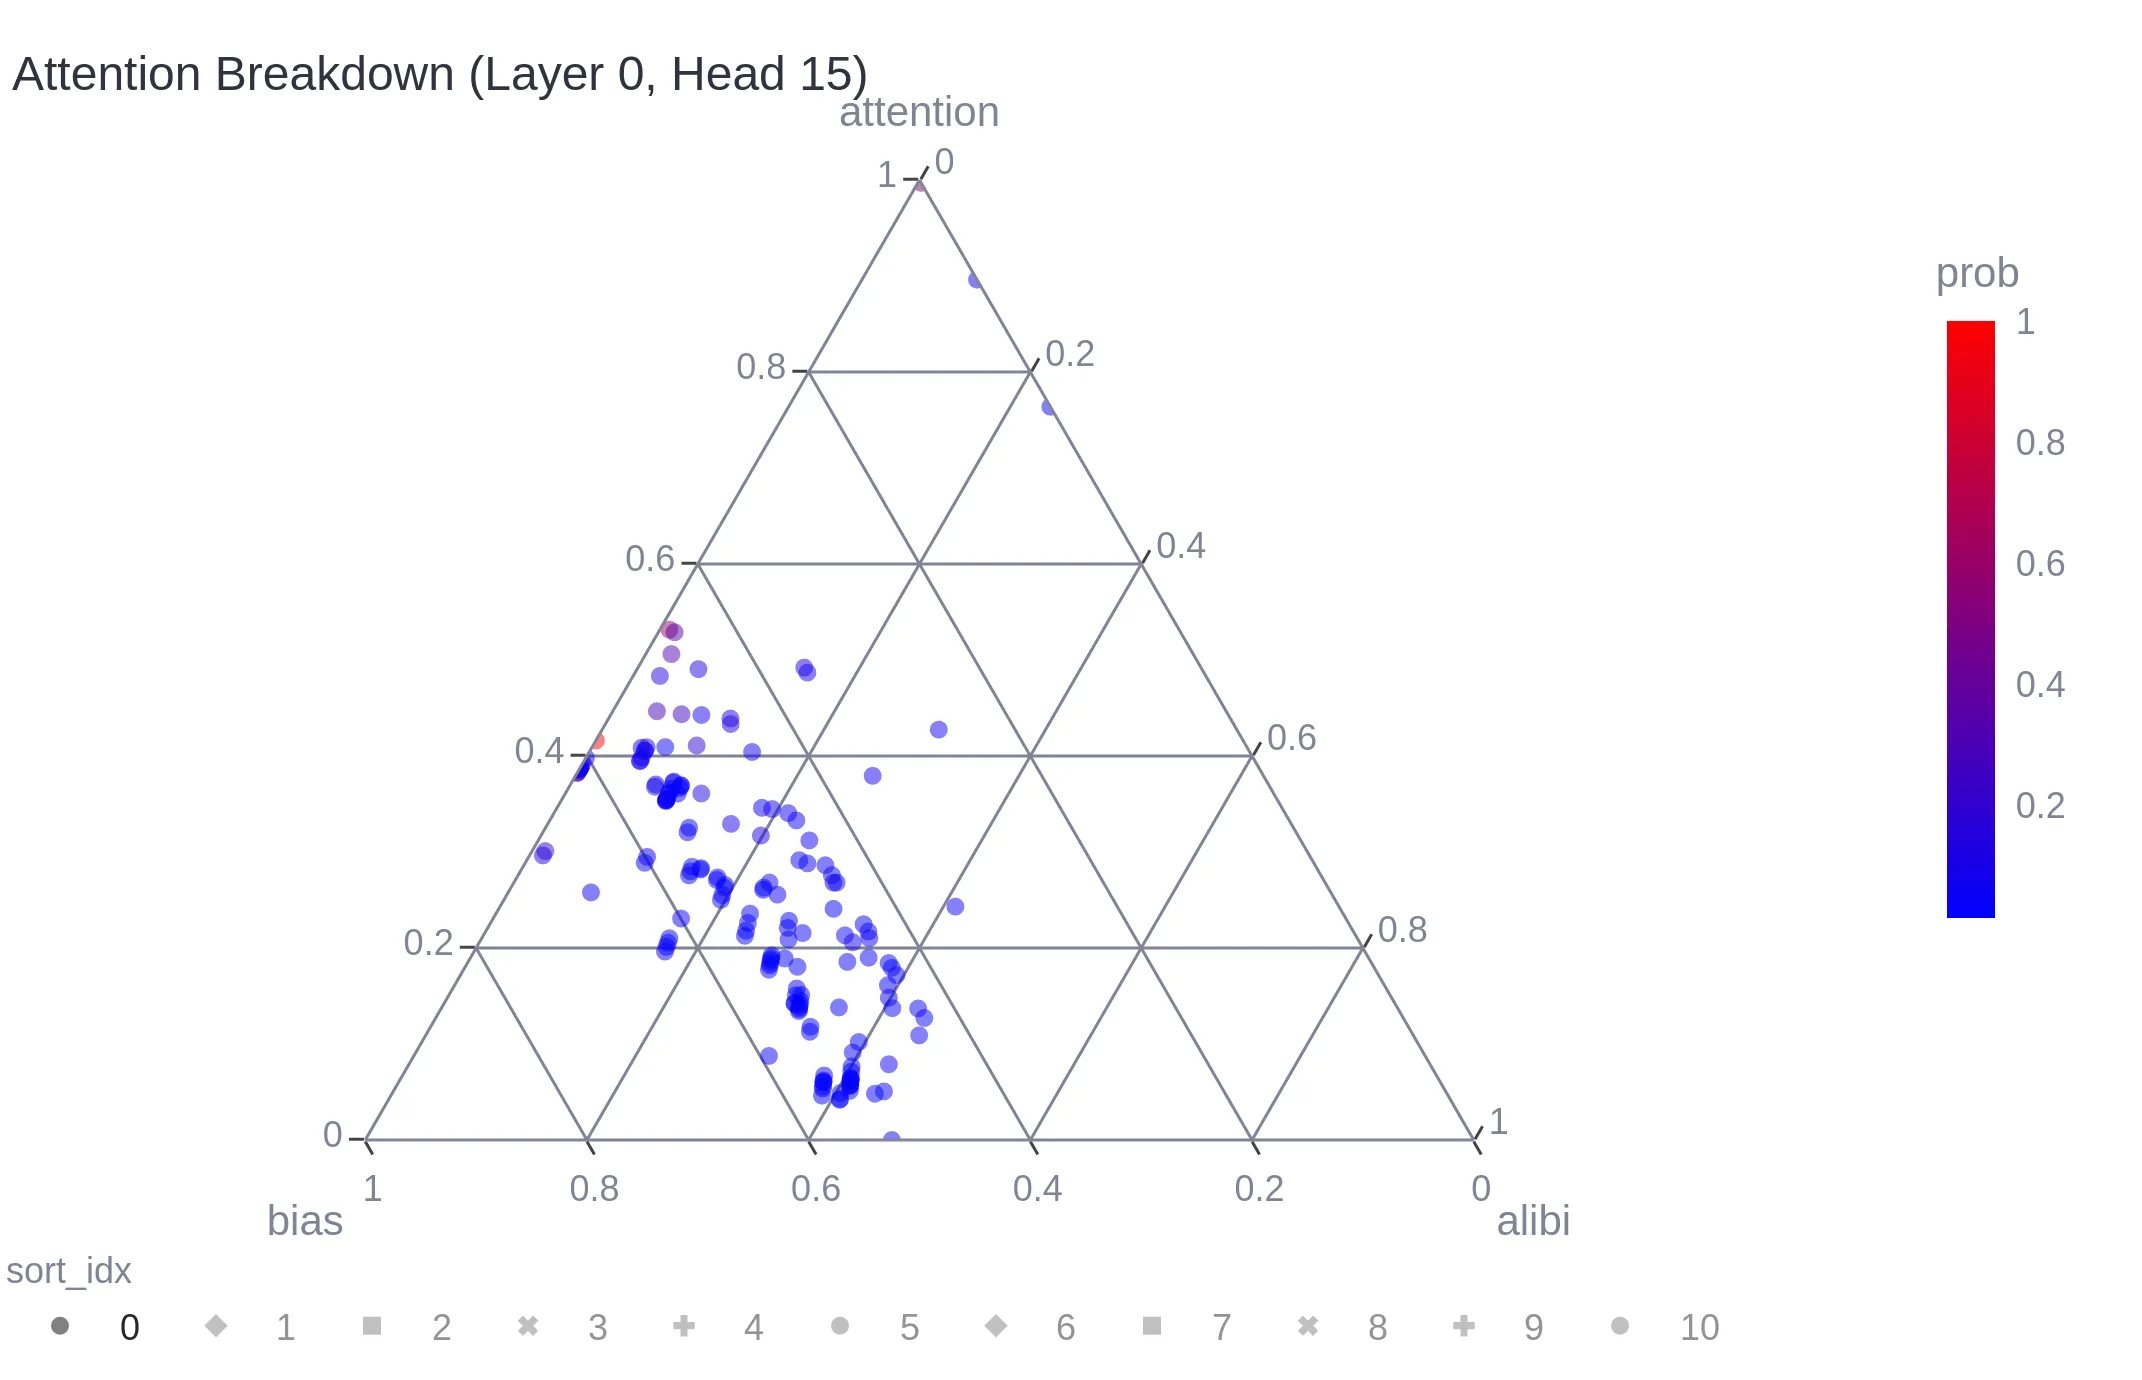 Attention Breakdown (Layer 0, Head 15)
attention
1 0
prob
1
0.8 0.2
0.8
0.6 0.4
0.6
0.4 0.6
0.4
0.2 0.8
0.2
0 1
1 0.8 0.6 0.4 0.2 0
bias alibi
sort_idx
0 1 2 3 4 5 6 7 8 9 10